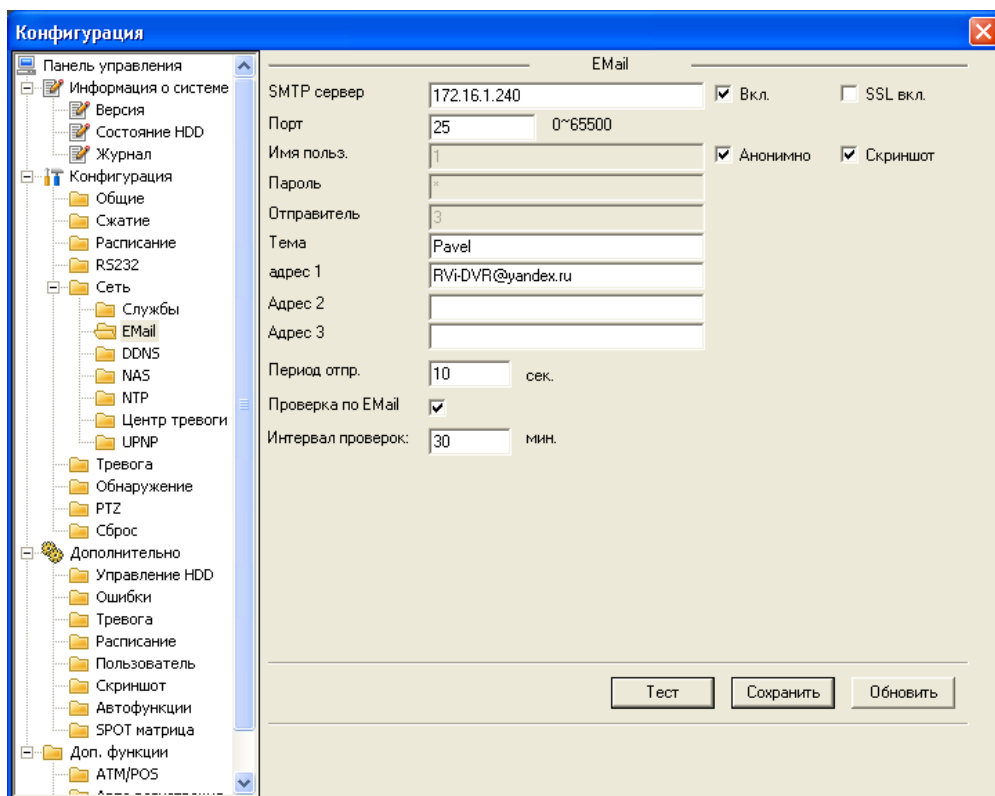 Конфигурация
Панель управления
Информация о системе
Версия
Состояние HDD
Журнал
Конфигурация
Общие
Сжатие
Расписание
RS232
Сеть
Службы
EMail
DDNS
NAS
NTP
Центр тревоги
UPNP
Тревога
Обнаружение
PTZ
Сброс
Дополнительно
Управление HDD
Ошибки
Тревога
Расписание
Пользователь
Скриншот
Автофункции
SPOT матрица
Доп. функции
ATM/POS
EMail
SMTP сервер 172.16.1.240 Вкл. SSL вкл.
Порт 25 0~65500
Имя польз. 1 Анонимно Скриншот
Пароль *
Отправитель 3
Тема Pavel
адрес 1 RVi-DVR@yandex.ru
Адрес 2
Адрес 3
Период отпр. 10 сек.
Проверка по EMail
Интервал проверок: 30 мин.
Тест Сохранить Обновить